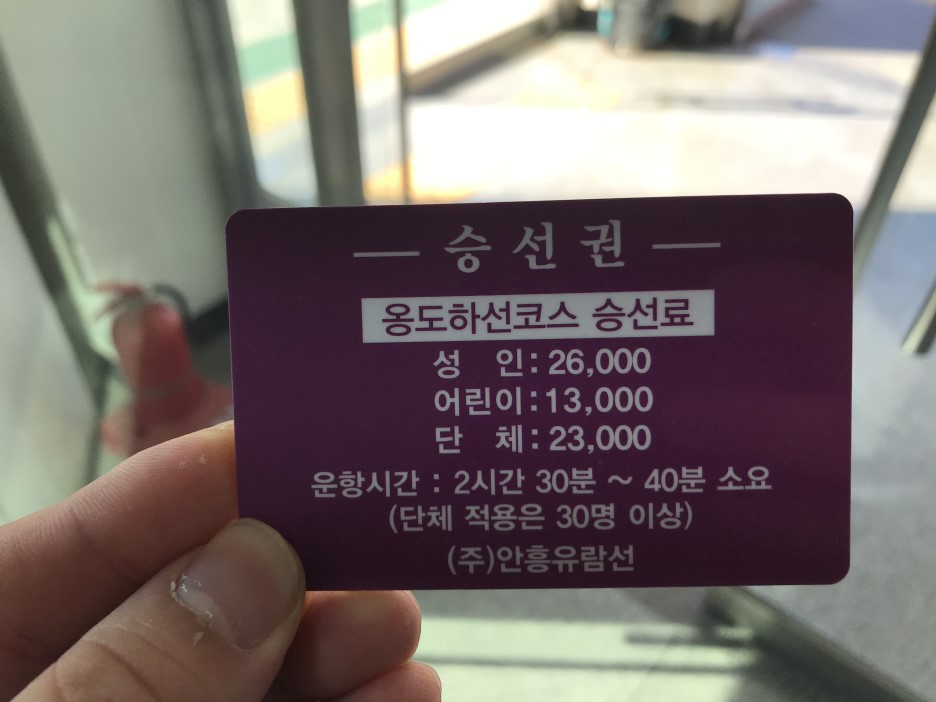 승선권
옹도하선코스 승선료
성 인: 26,000
어린이: 13,000
단 체: 23,000
운항시간 : 2시간 30분 ~ 40분 소요
(단체 적용은 30명 이상)
(주)안흥유람선